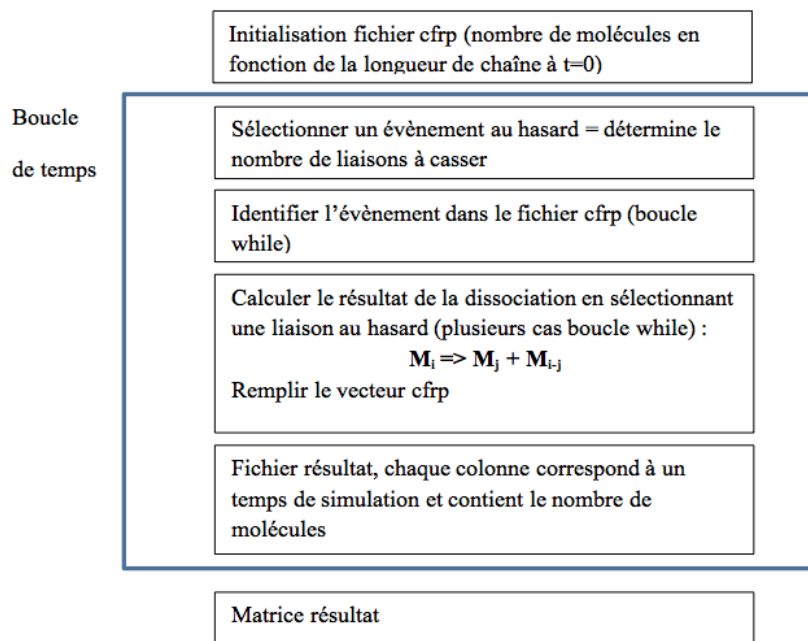 Initialisation fichier cfrp (nombre de molécules en
fonction de la longueur de chaîne à t=0)
Boucle
de temps
Sélectionner un évènement au hasard = détermine le
nombre de liaisons à casser
Identifier l'évènement dans le fichier cfrp (boucle
while)
Calculer le résultat de la dissociation en sélectionnant
une liaison au hasard (plusieurs cas boucle while) :
Mi => Mj + Mi-j
Remplir le vecteur cfrp
Fichier résultat, chaque colonne correspond à un
temps de simulation et contient le nombre de
molécules
Matrice résultat